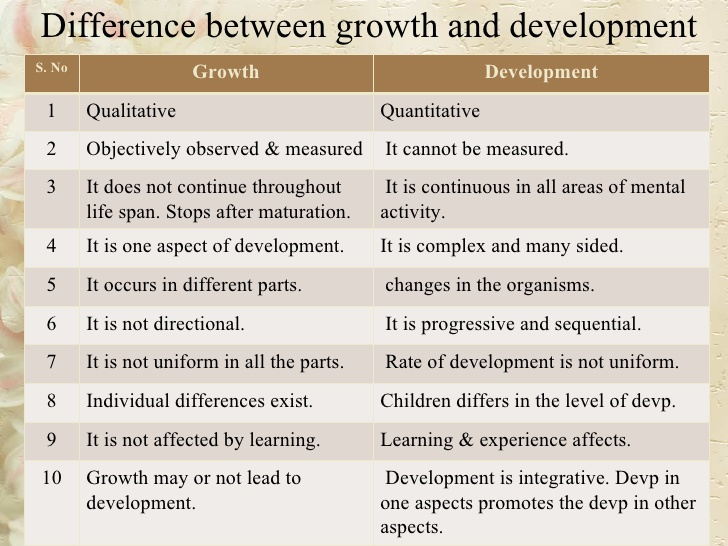 Difference between growth and development
S. No Growth Development
1 Qualitative Quantitative
2 Objectively observed & measured It cannot be measured.
3 It does not continue throughout It is continuous in all areas of mental
life span. Stops after maturation. activity.
4 It is one aspect of development. It is complex and many sided.
5 It occurs in different parts. changes in the organisms.
6 It is not directional. It is progressive and sequential.
7 It is not uniform in all the parts. Rate of development is not uniform.
8 Individual differences exist. Children differs in the level of devp.
9 It is not affected by learning. Learning & experience affects.
10 Growth may or not lead to Development is integrative. Devp in
development. one aspects promotes the devp in other
aspects.